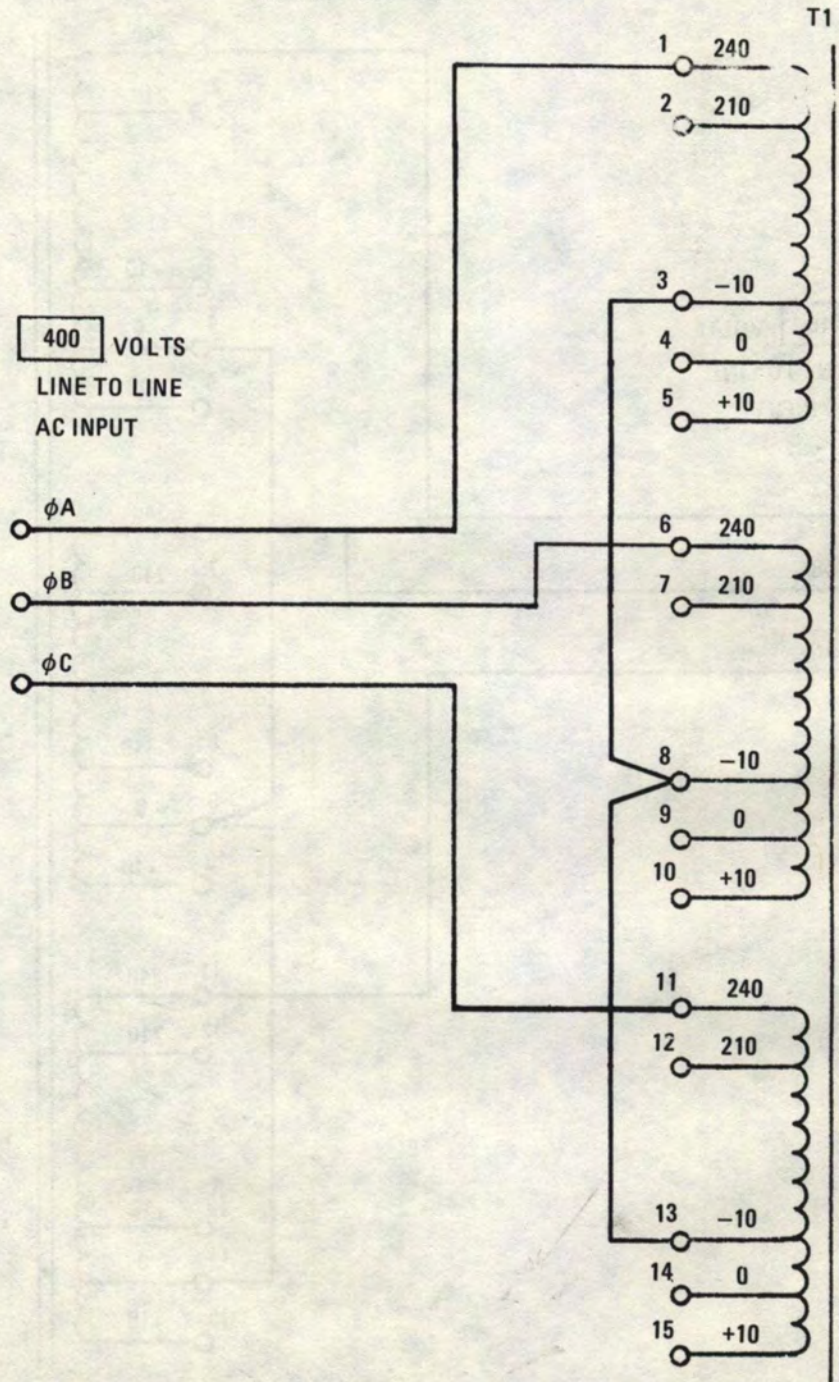 T1
1 240
2 210
3 −10
4 0
5 +10
400 VOLTS
LINE TO LINE
AC INPUT
ϕA
ϕB
ϕC
6 240
7 210
8 −10
9 0
10 +10
11 240
12 210
13 −10
14 0
15 +10